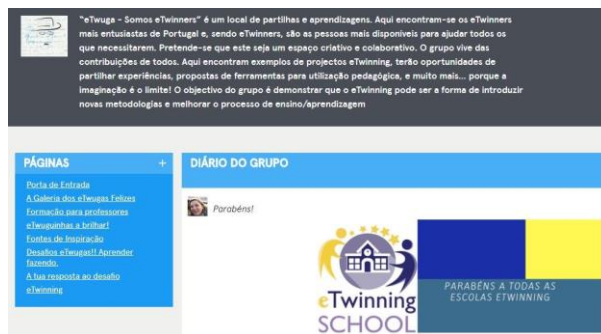 "eTwuga - Somos eTwinners" é um local de partilhas e aprendizagens. Aqui encontram-se os eTwinners
mais entusiastas de Portugal e, sendo eTwinners, são as pessoas mais disponíveis para ajudar todos os
que necessitarem. Pretende-se que este seja um espaço criativo e colaborativo. O grupo vive das
contribuições de todos. Aqui encontram exemplos de projectos eTwinning, terão oportunidades de
partilhar experiências, propostas de ferramentas para utilização pedagógica, e muito mais... porque a
imaginação é o limite! O objectivo do grupo é demonstrar que o eTwinning pode ser a forma de introduzir
novas metodologias e melhorar o processo de ensino/aprendizagem
PÁGINAS +
Porta de Entrada
A Galeria dos eTwugas Felizes
Formação para professores
eTwuguinhas a brilhar!
Fontes de Inspiração
Desafios eTwugas!! Aprender
fazendo.
A tua resposta ao desafio
eTwinning
DIÁRIO DO GRUPO
Parabéns!
eTwinning
SCHOOL
PARABÉNS A TODAS AS
ESCOLAS ETWINNING